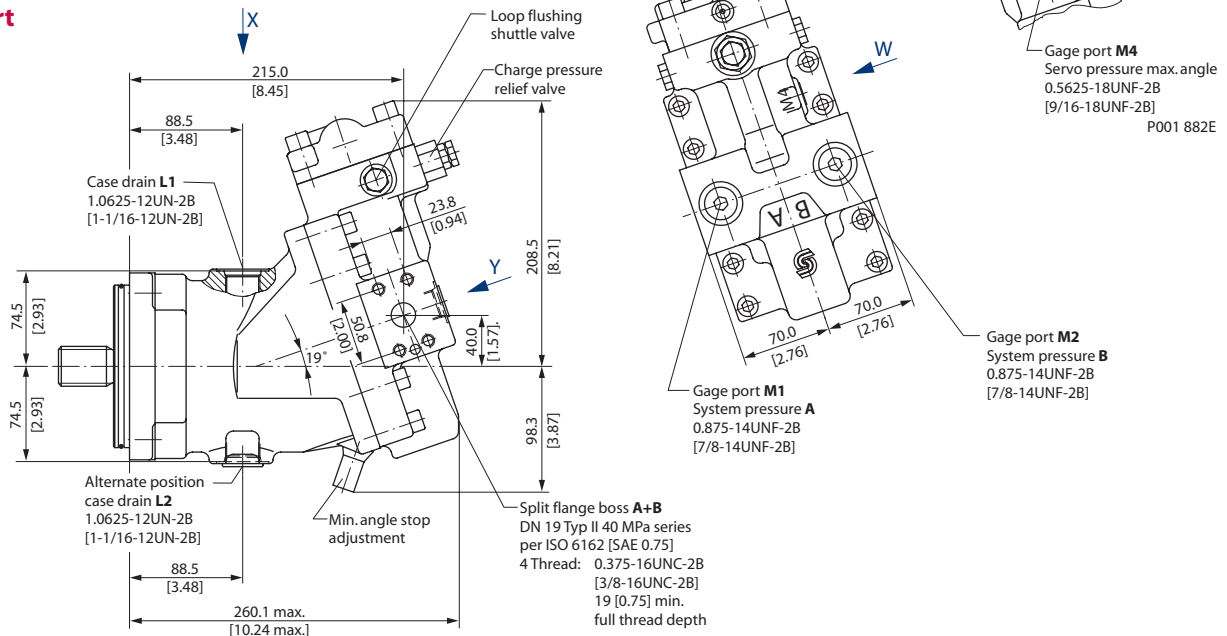 rt
X
Loop flushing
shuttle valve
Charge pressure
relief valve
215.0
[8.45]
88.5
[3.48]
Case drain L1
1.0625-12UN-2B
[1-1/16-12UN-2B]
23.8
[0.94]
208.5
[8.21]
Y
74.5
[2.93]
50.8
[2.00]
19°
40.0
[1.57].
74.5
[2.93]
98.3
[3.87]
Alternate position
case drain L2
1.0625-12UN-2B
[1-1/16-12UN-2B]
Min. angle stop
adjustment
Split flange boss A+B
DN 19 Typ II 40 MPa series
per ISO 6162 [SAE 0.75]
4 Thread: 0.375-16UNC-2B
[3/8-16UNC-2B]
19 [0.75] min.
full thread depth
88.5
[3.48]
260.1 max.
[10.24 max.]
W
M4
B A
70.0
[2.76]
70.0
[2.76]
Gage port M1
System pressure A
0.875-14UNF-2B
[7/8-14UNF-2B]
Gage port M2
System pressure B
0.875-14UNF-2B
[7/8-14UNF-2B]
Gage port M4
Servo pressure max. angle
0.5625-18UNF-2B
[9/16-18UNF-2B]
P001 882E